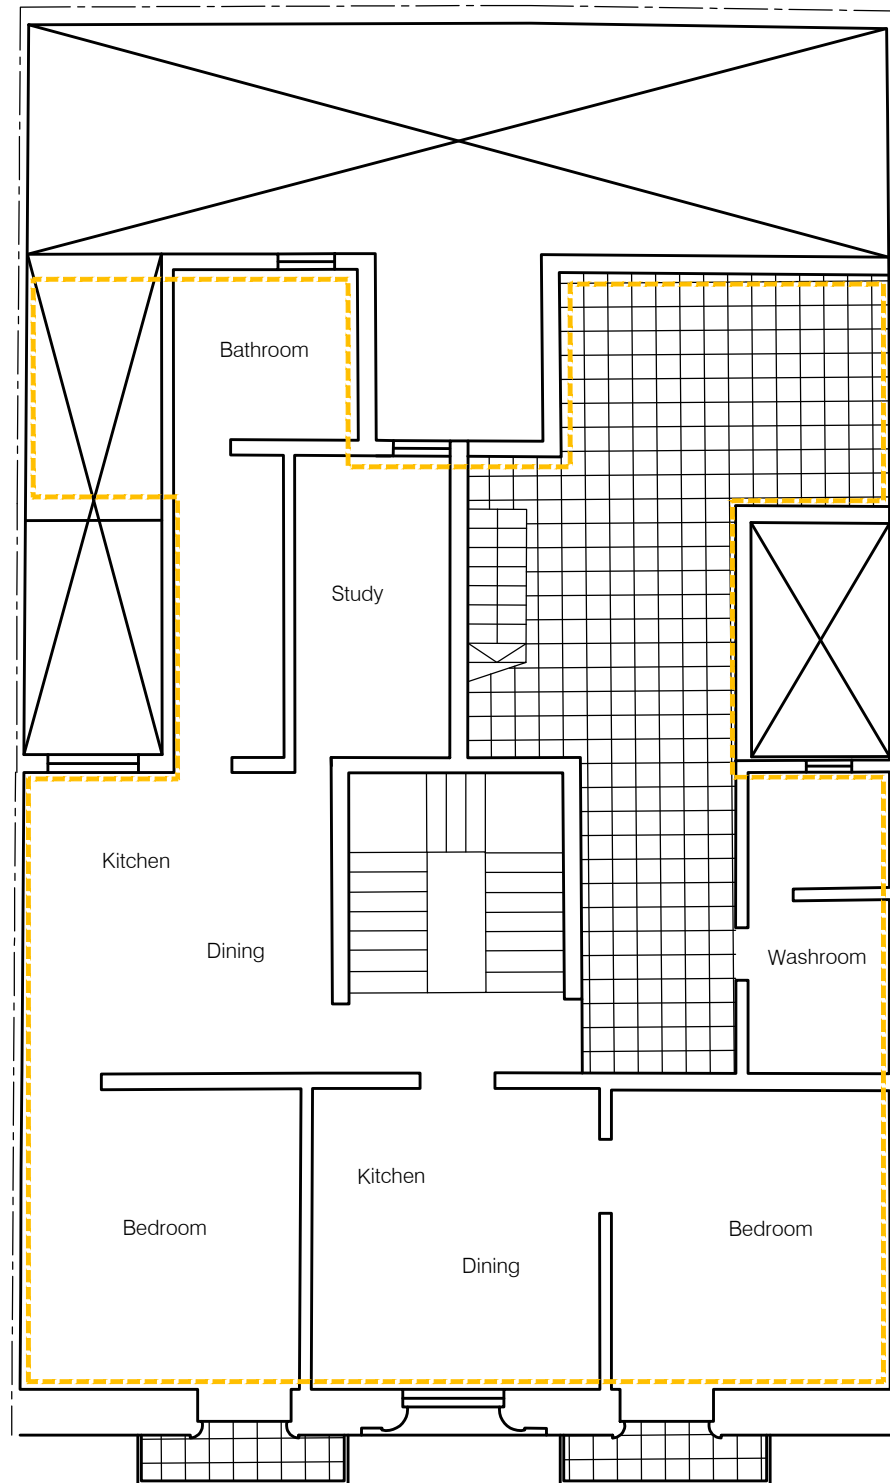 Bathroom
Study
Kitchen
Dining
Washroom
Kitchen
Bedroom
Bedroom
Dining